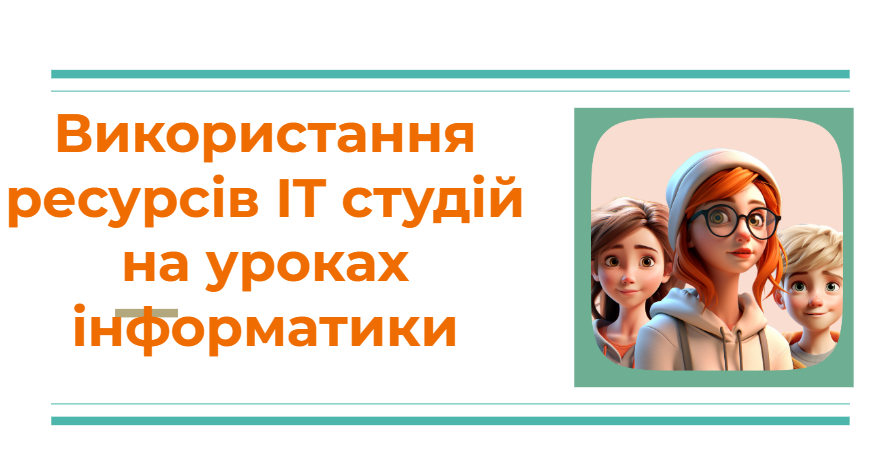 Використання
ресурсів ІТ студій
на уроках
інформатики